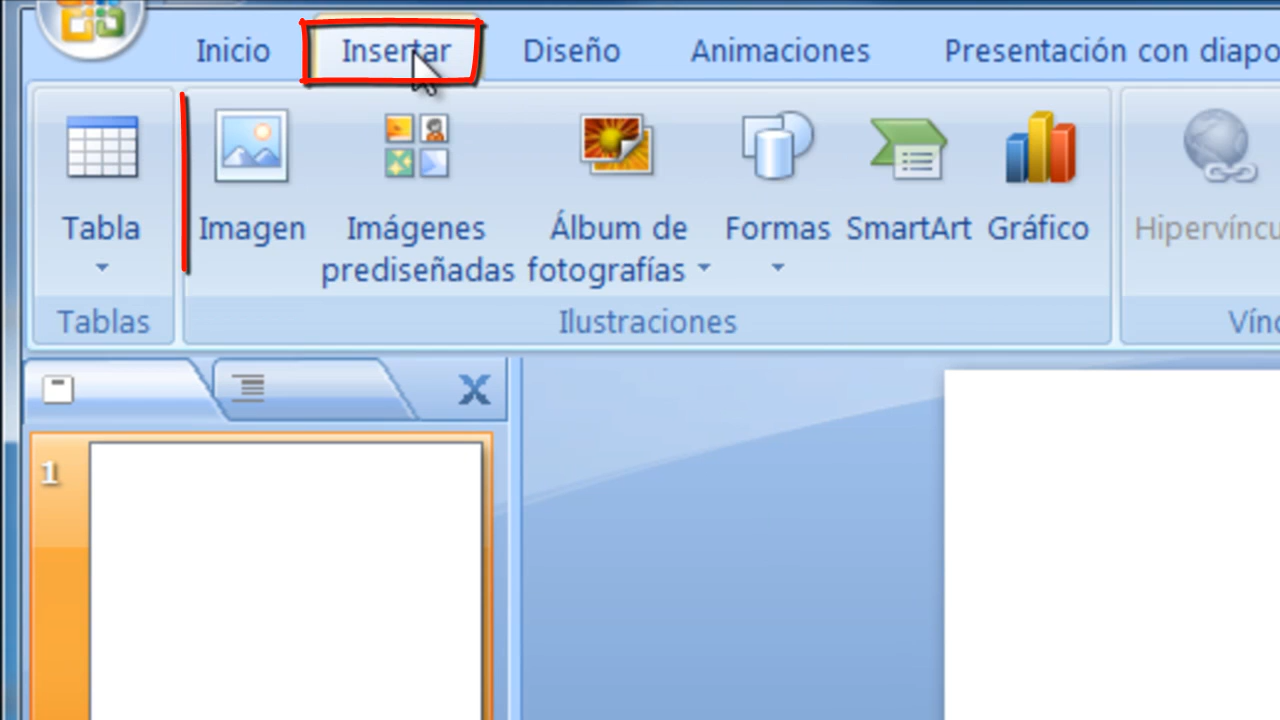 Inicio Insertar Diseño Animaciones Presentación con diapo
Tabla Imagen Imágenes prediseñadas Álbum de fotografías Formas SmartArt Gráfico Hipervíncu
Tablas Ilustraciones Vínc
1